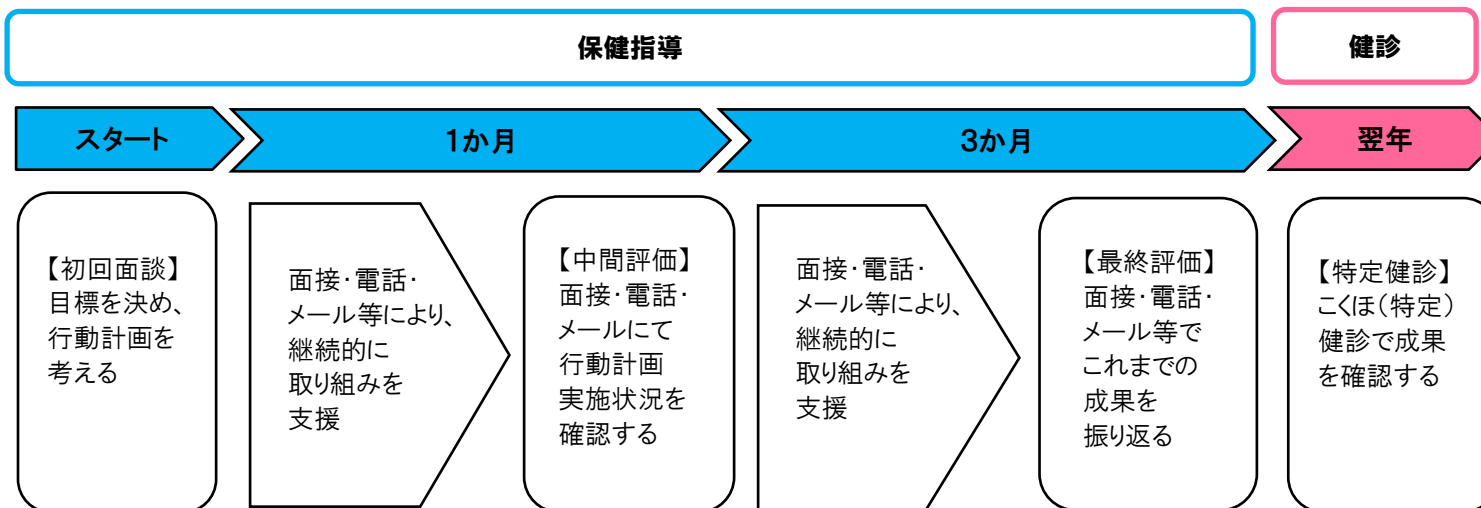 保健指導
健診
スタート
1か月
3か月
翌年
【初回面談】
目標を決め、
行動計画を
考える
面接・電話・
メール等により、
継続的に
取り組みを
支援
【中間評価】
面接・電話・
メールにて
行動計画
実施状況を
確認する
面接・電話・
メール等により、
継続的に
取り組みを
支援
【最終評価】
面接・電話・
メール等で
これまでの
成果を
振り返る
【特定健診】
こくほ(特定)
健診で成果
を確認する